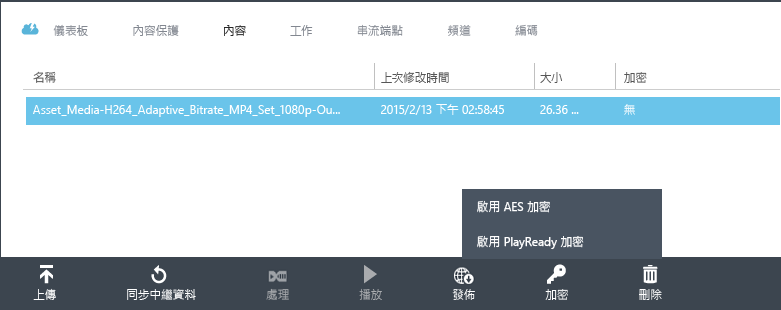 儀表板 內容保護 內容 工作 串流端點 頻道 編碼
名稱 上次修改時間 大小 加密
Asset_Media-H264_Adaptive_Bitrate_MP4_Set_1080p-Ou... 2015/2/13 下午 02:58:45 26.36 ... 無
啟用 AES 加密
啟用 PlayReady 加密
上傳 同步中繼資料 處理 播放 發佈 加密 刪除